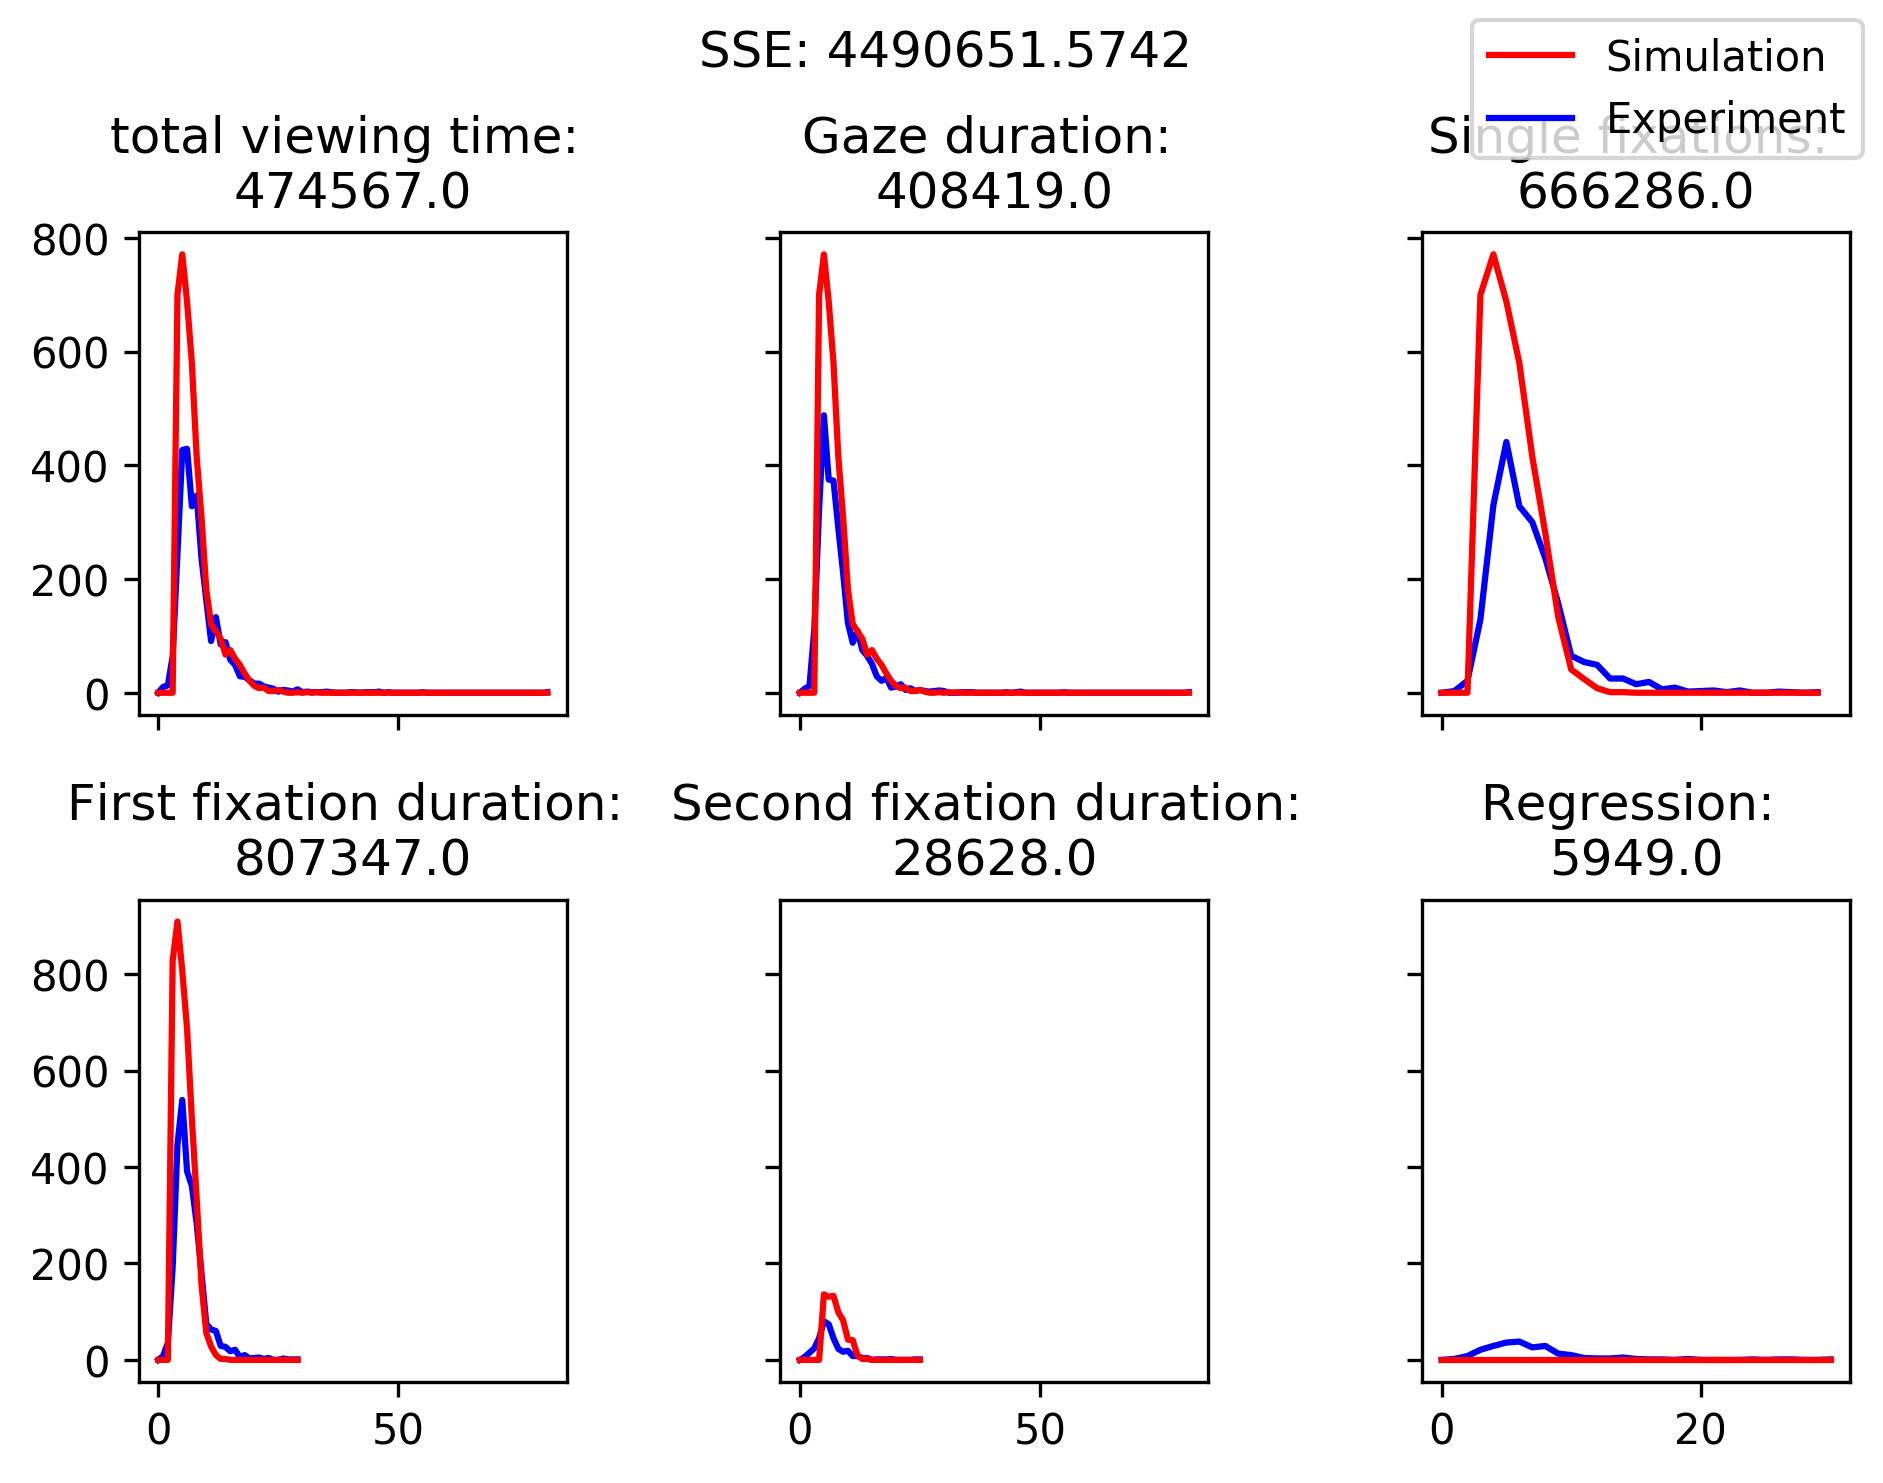 SSE: 4490651.5742
Simulation
Experiment
total viewing time:
474567.0
Gaze duration:
408419.0
Single fixations:
666286.0
800
600
400
200
0
First fixation duration:
807347.0
Second fixation duration:
28628.0
Regression:
5949.0
800
600
400
200
0
0 50
0 50
0 20